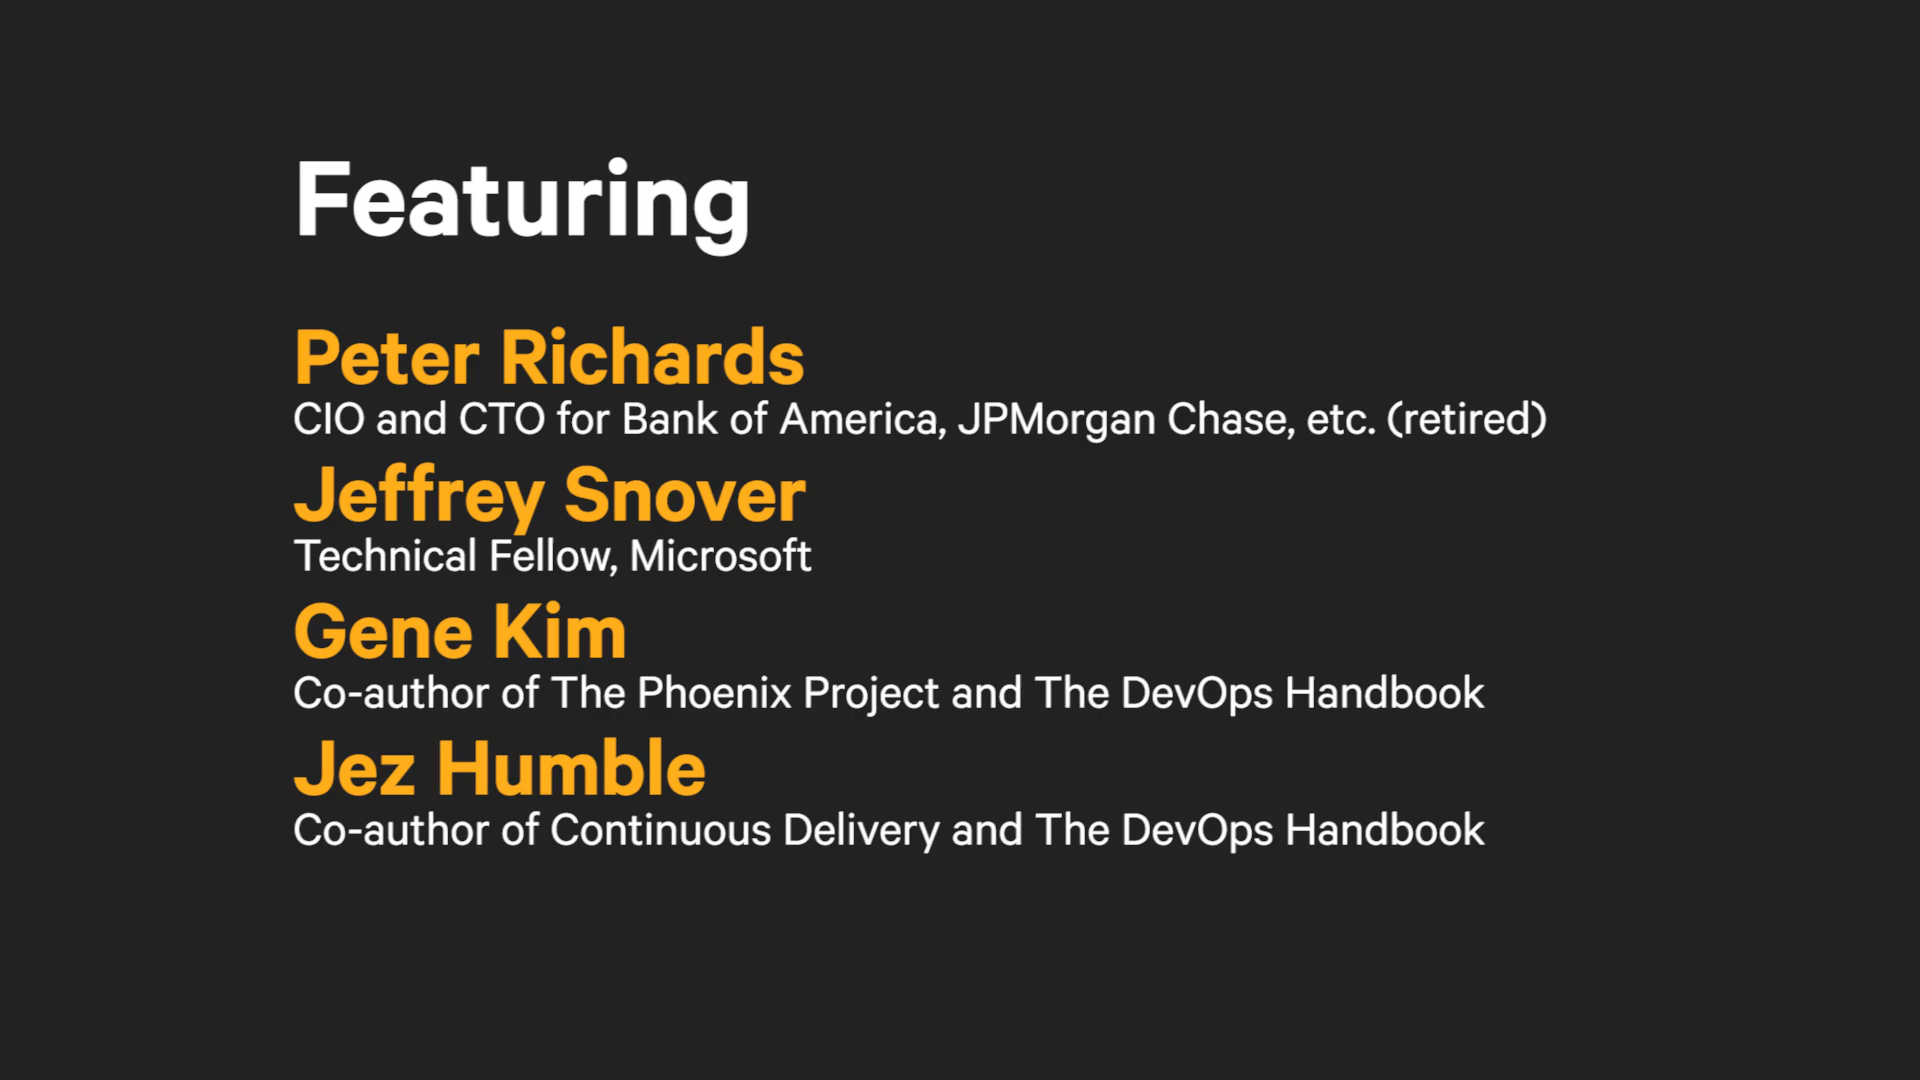 Featuring
Peter Richards
CIO and CTO for Bank of America, JPMorgan Chase, etc. (retired)
Jeffrey Snover
Technical Fellow, Microsoft
Gene Kim
Co-author of The Phoenix Project and The DevOps Handbook
Jez Humble
Co-author of Continuous Delivery and The DevOps Handbook